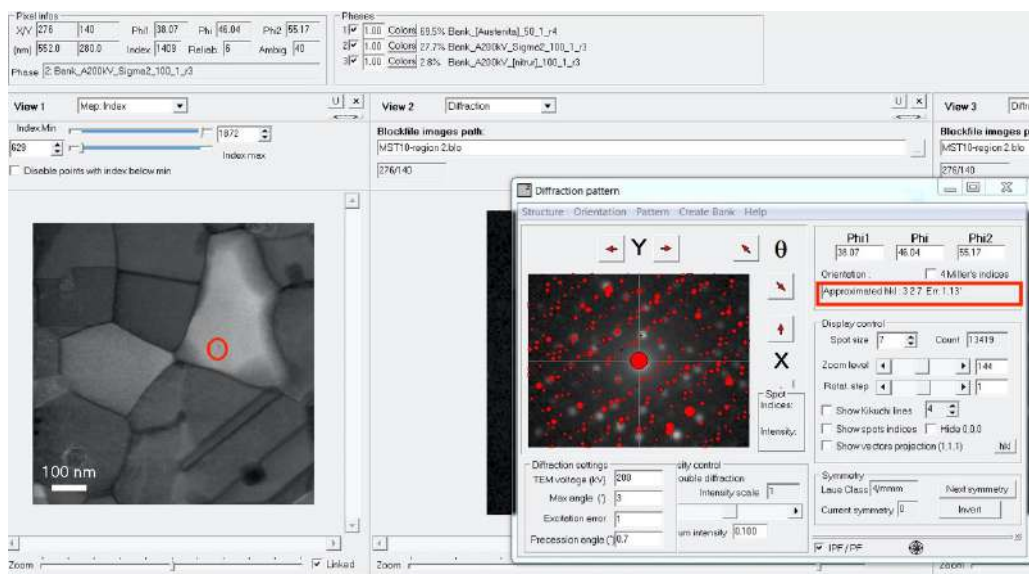 Pixel infos
X/Y 276 140 Phi1 38.07 Phi 46.04 Phi2 55.17
(nm) 552.0 280.0 Index 1409 Reliab. 6 Ambig 40
Phase 2: Bank_A200kV_Sigma2_100_1_r3
Phases
1 1.00 Colors 69.5% Bank_[Austenita]_50_1_r4
2 1.00 Colors 27.7% Bank_A200kV_Sigma2_100_1_r3
3 1.00 Colors 2.8% Bank_A200kV_[nitrur]_100_1_r3
View 1 Map: Index U x
Index Min 1872
629 Index max
Disable points with index below min
100 nm
Zoom Linked
View 2 Diffraction U x
Blockfile images path:
MST10-region 2.blo ...
276/140
Zoom
View 3
Blockfile images p
MST10-region 2.blo
276/140
Zoom
Diffraction pattern
Structure Orientation Pattern Create Bank Help
Y θ
X
Spot
Indices:
Intensity:
Phi1 Phi Phi2
38.07 46.04 55.17
Orientation : 4 Miller's indices
Approximated hkl : 3 2 7 Err. 1.13°
Display control
Spot size 7 Count 13419
Zoom level 144
Rotat. step 1
Show Kikuchi lines 4
Show spots indices Hide 0,0,0
Show vectors projection (1,1,1) hkl
Diffraction settings
TEM voltage (kV) 200
Max angle (°) 3
Excitation error 1
Precession angle (°) 0.7
sity control
ouble diffraction
Intensity scale 1
um intensity 0.100
Symmetry
Laue Class 4/mmm Next symmetry
Current symmetry 0 Invert
IPF / PF